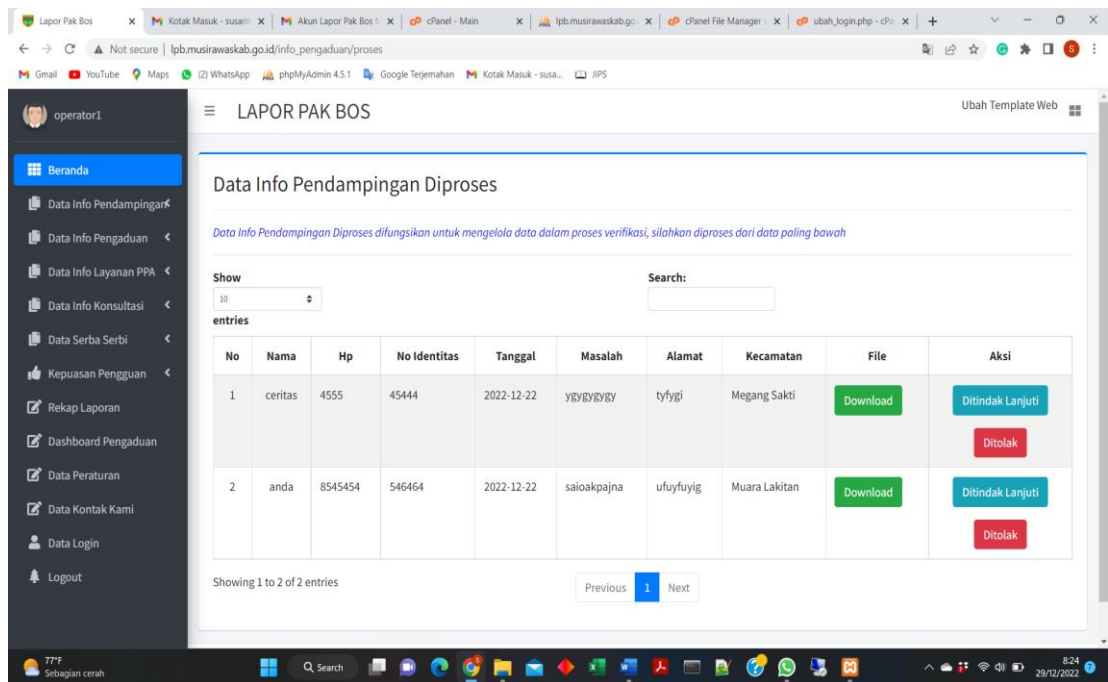 Lapor Pak Bos
Kotak Masuk - susant
Akun Lapor Pak Bos
cPanel - Main
lpb.musirawaskab.go.
cPanel File Manager
ubah_login.php - cPa
Not secure | lpb.musirawaskab.go.id/info_pengaduan/proses
S
Gmail YouTube Maps (2) WhatsApp phpMyAdmin 4.5.1 Google Terjemahan Kotak Masuk - susa... JIPS
operator1
LAPOR PAK BOS
Ubah Template Web
Beranda
Data Info Pendampingan
Data Info Pengaduan
Data Info Layanan PPA
Data Info Konsultasi
Data Serba Serbi
Kepuasan Pengguan
Rekap Laporan
Dashboard Pengaduan
Data Peraturan
Data Kontak Kami
Data Login
Logout
Data Info Pendampingan Diproses
Data Info Pendampingan Diproses difungsikan untuk mengelola data dalam proses verifikasi, silahkan diproses dari data paling bawah
Show
10
entries
Search:
No Nama Hp No Identitas Tanggal Masalah Alamat Kecamatan File Aksi
1 ceritas 4555 45444 2022-12-22 ygygygygy tyfygi Megang Sakti Download Ditindak Lanjuti
Ditolak
2 anda 8545454 546464 2022-12-22 saioakpajna ufuyfuyig Muara Lakitan Download Ditindak Lanjuti
Ditolak
Showing 1 to 2 of 2 entries
Previous 1 Next
77°F
Sebagian cerah
Search
8:24
29/12/2022